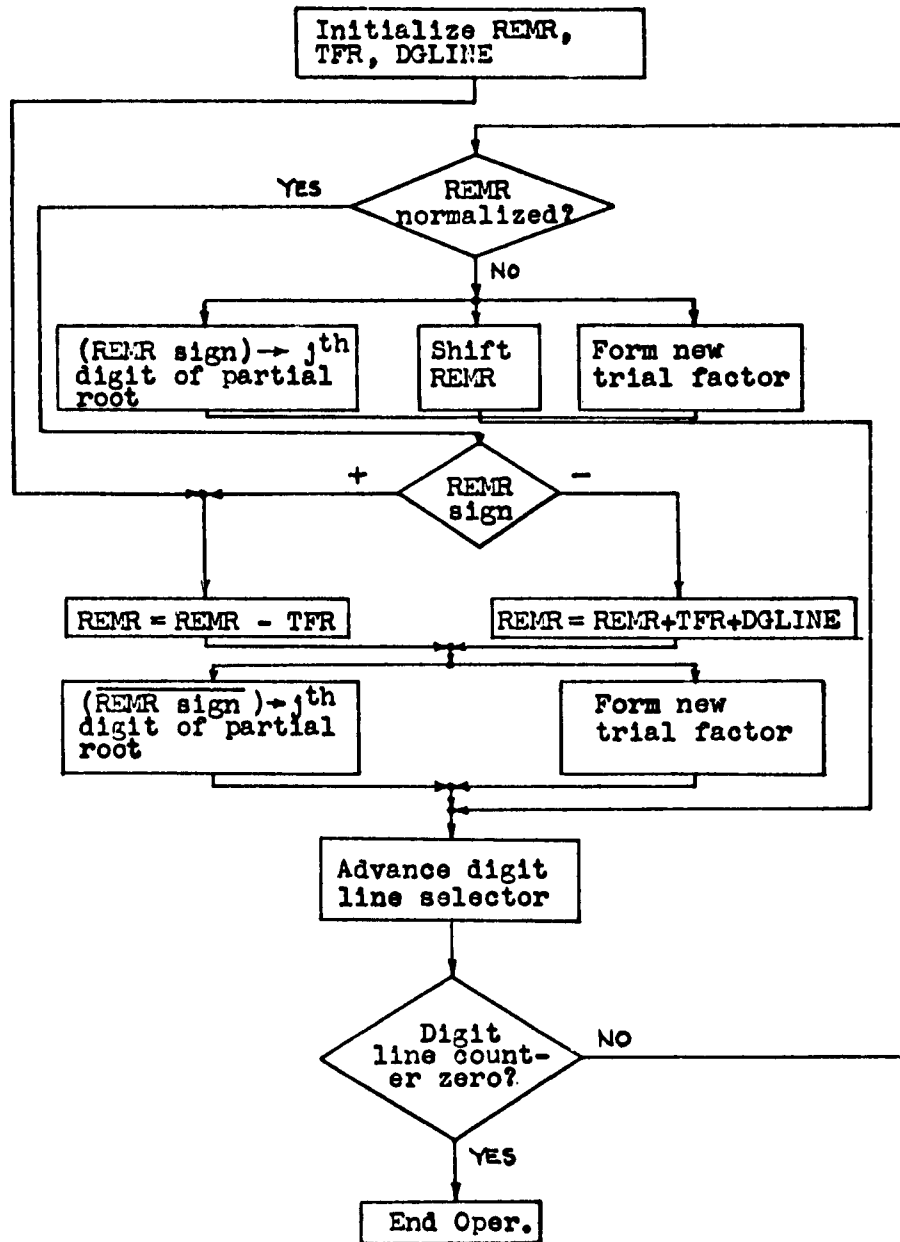 Initialize REMR,
TFR, DGLINE
REMR
normalized?
YES
NO
(REMR sign)→ jth
digit of partial
root
Shift
REMR
Form new
trial factor
+
REMR
sign
-
REMR = REMR - TFR
REMR = REMR+TFR+DGLINE
(REMR sign)→ jth
digit of partial
root
Form new
trial factor
Advance digit
line selector
Digit
line count-
er zero?
NO
YES
End Oper.